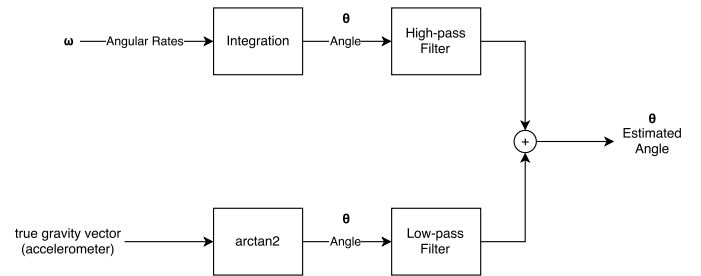 ω
Angular Rates
Integration
θ
Angle
High-pass
Filter
+
θ
Estimated
Angle
true gravity vector
(accelerometer)
arctan2
θ
Angle
Low-pass
Filter